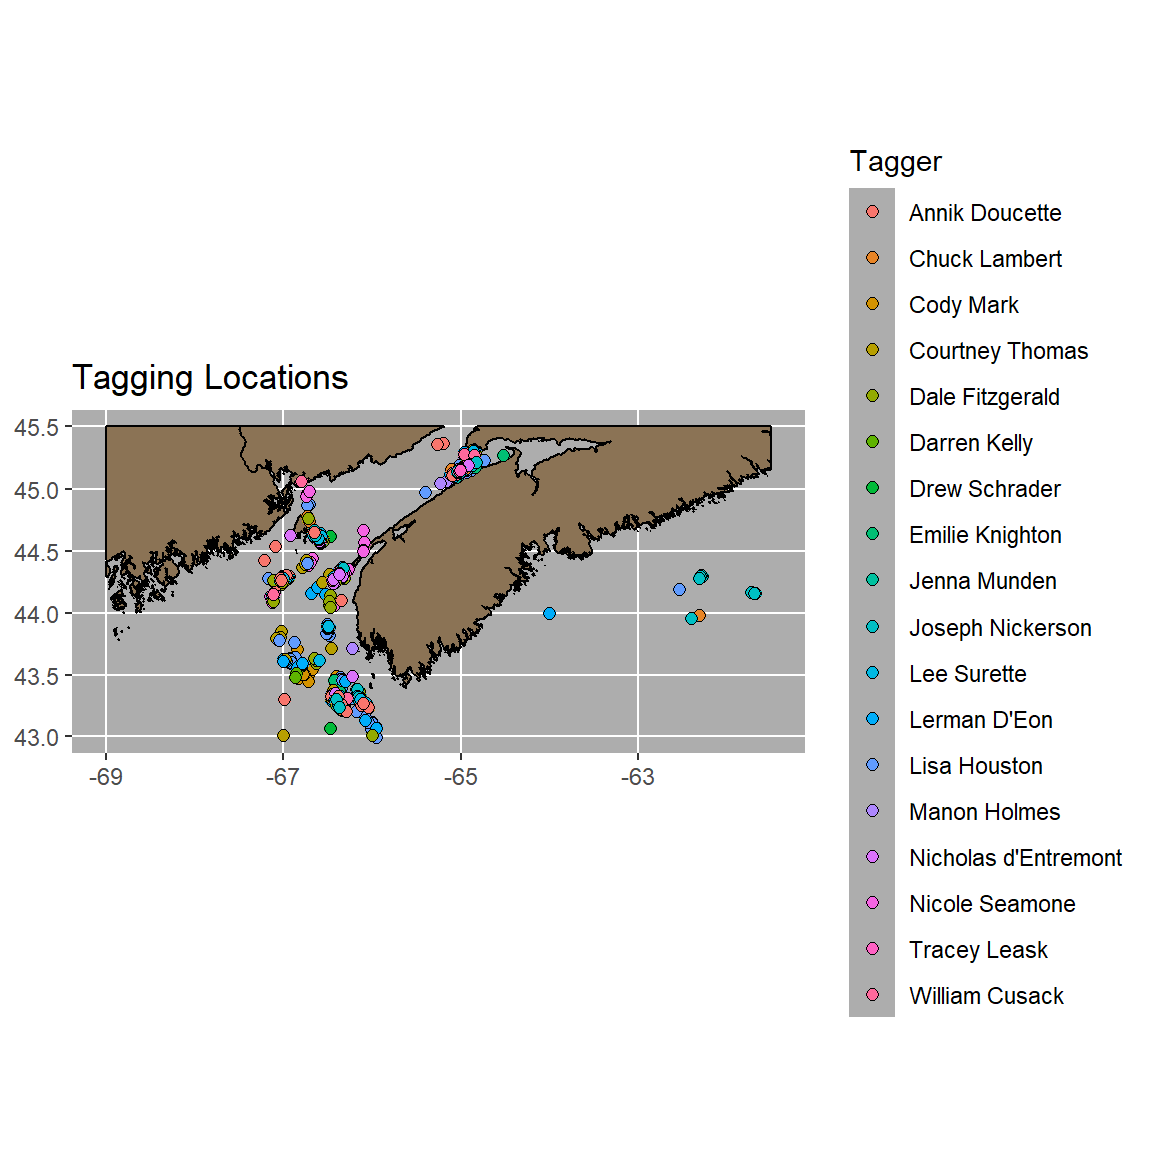 Tagging Locations
45.5
45.0
44.5
44.0
43.5
43.0
-69
-67
-65
-63
Tagger
Annik Doucette
Chuck Lambert
Cody Mark
Courtney Thomas
Dale Fitzgerald
Darren Kelly
Drew Schrader
Emilie Knighton
Jenna Munden
Joseph Nickerson
Lee Surette
Lerman D'Eon
Lisa Houston
Manon Holmes
Nicholas d'Entremont
Nicole Seamone
Tracey Leask
William Cusack